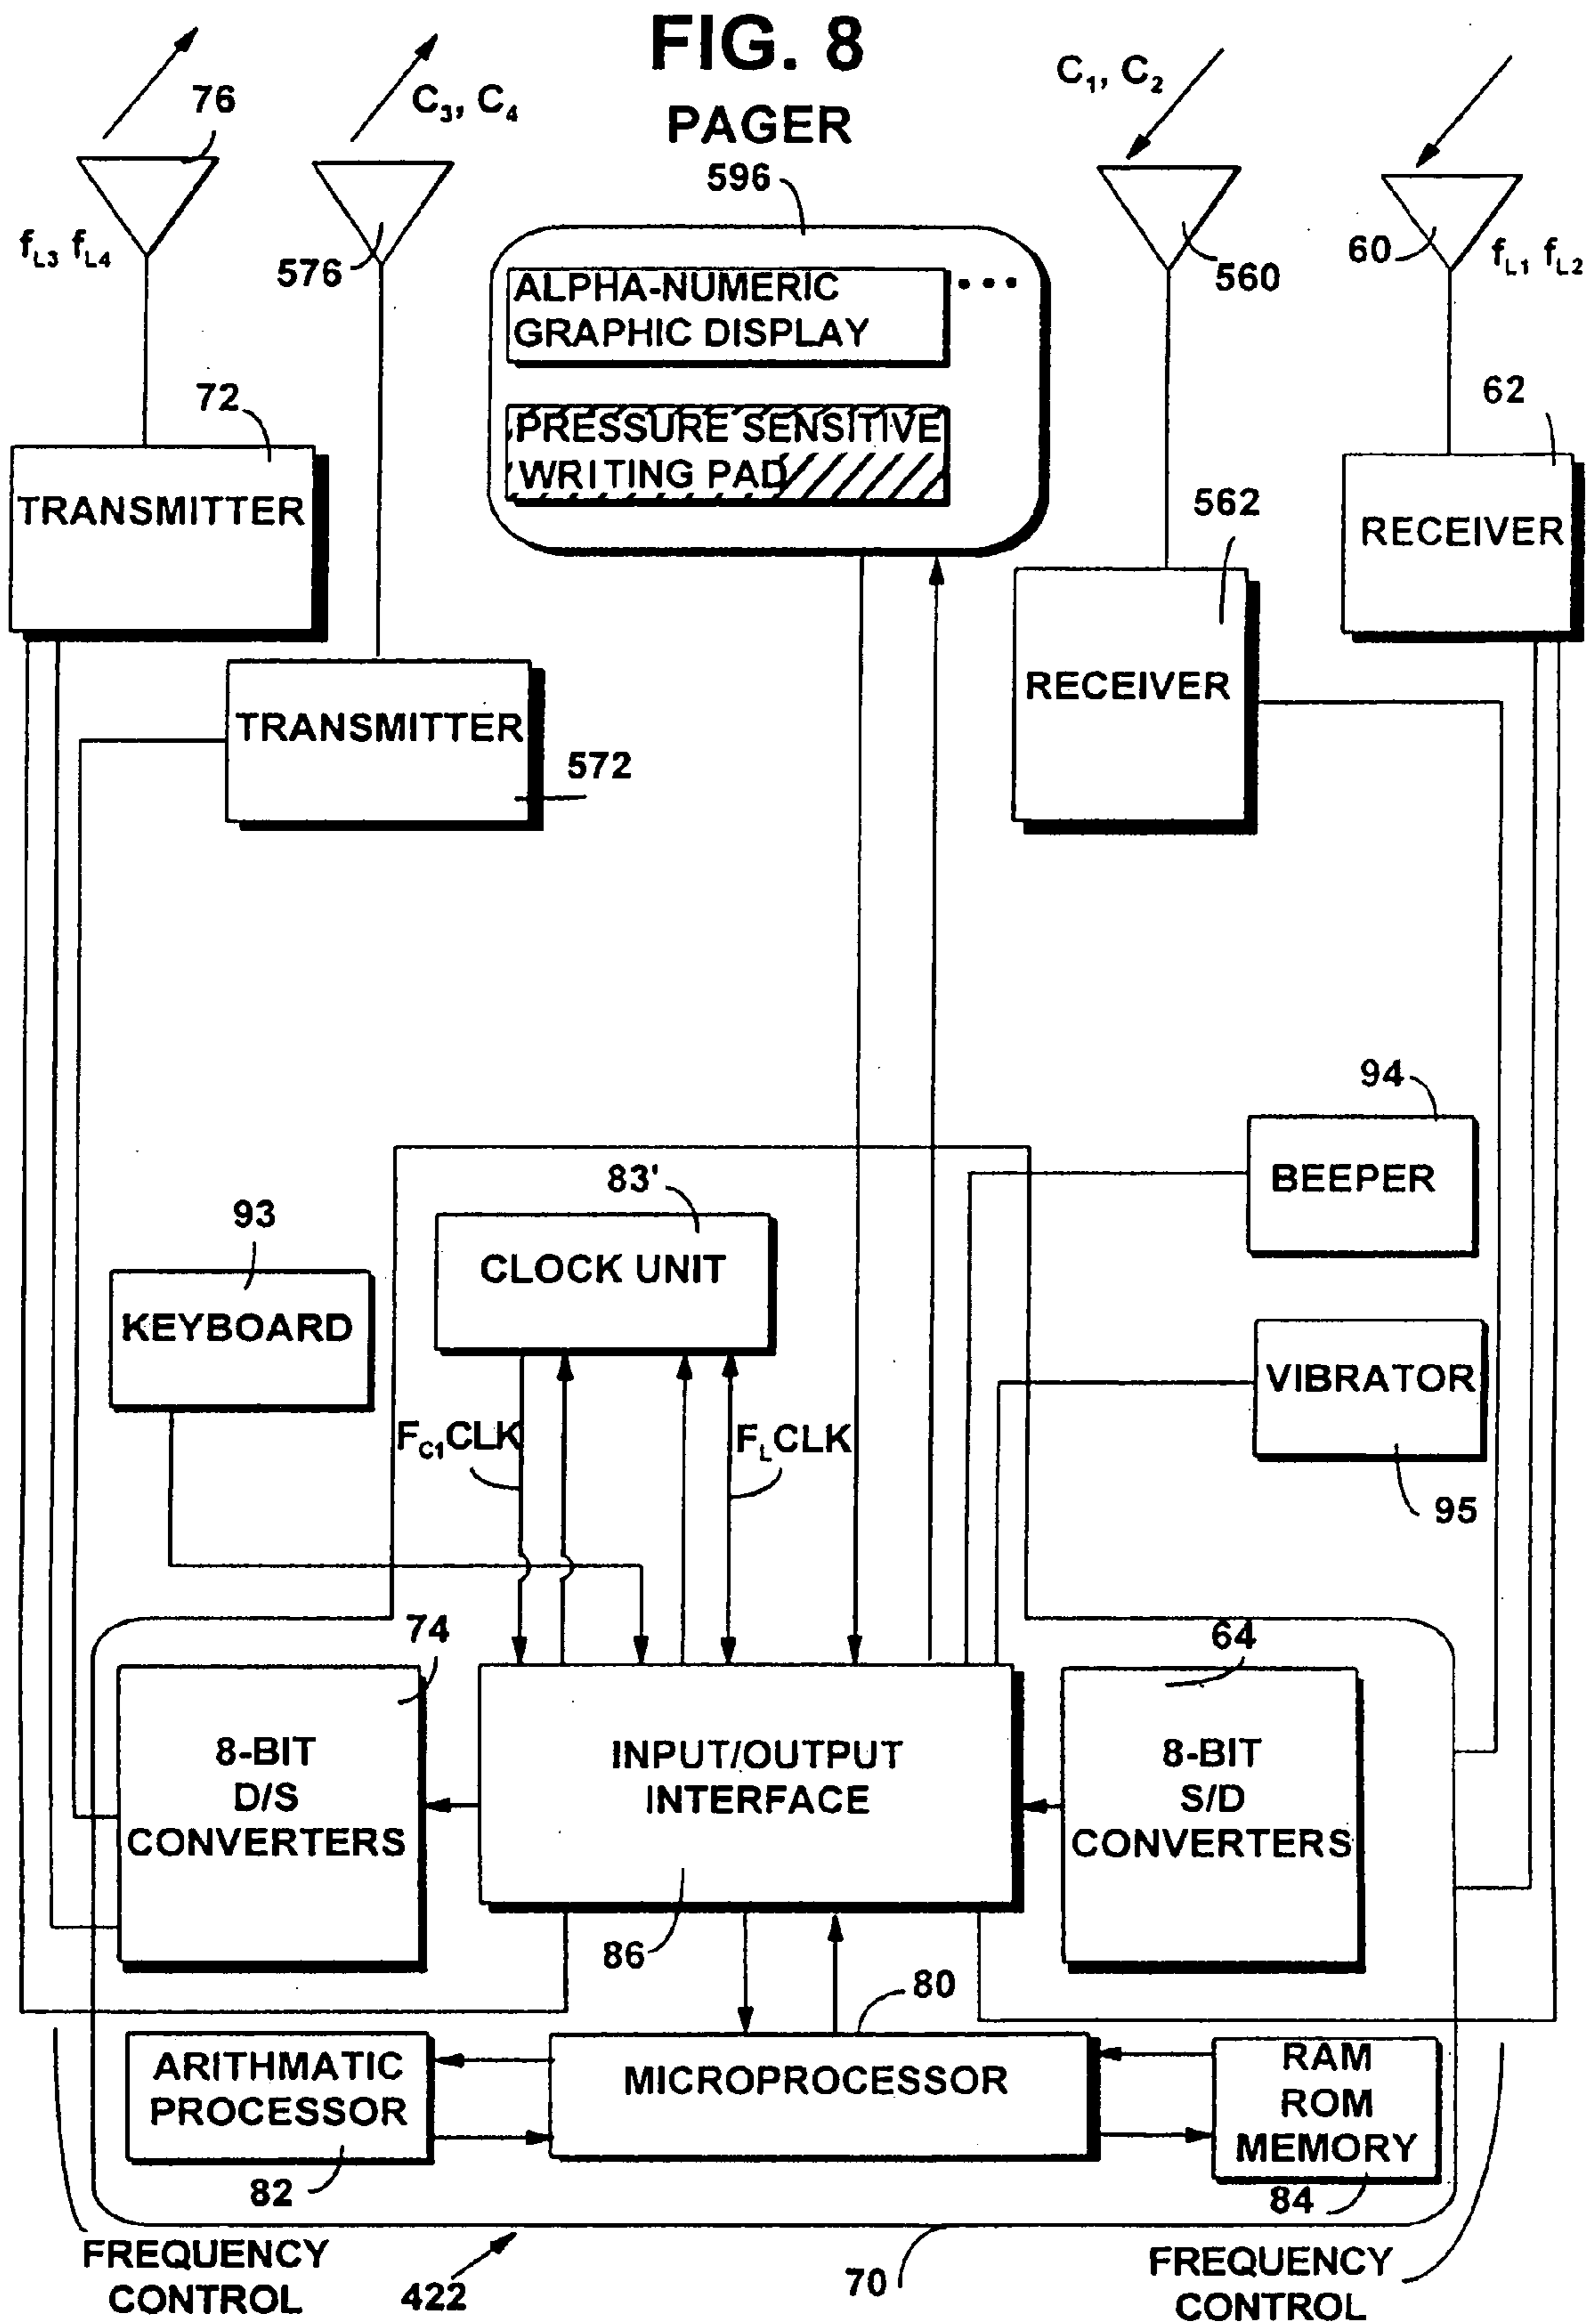 FIG. 8
PAGER
596
76
C₃, C₄
C₁, C₂
fL3 fL4
576
560
60
fL1 fL2
ALPHA-NUMERIC
GRAPHIC DISPLAY
...
PRESSURE SENSITIVE
WRITING PAD
72
TRANSMITTER
62
RECEIVER
562
RECEIVER
TRANSMITTER
572
94
BEEPER
83'
CLOCK UNIT
93
KEYBOARD
VIBRATOR
95
FC1CLK
FLCLK
74
8-BIT
D/S
CONVERTERS
INPUT/OUTPUT
INTERFACE
86
64
8-BIT
S/D
CONVERTERS
80
ARITHMATIC
PROCESSOR
82
MICROPROCESSOR
RAM
ROM
MEMORY
84
FREQUENCY
CONTROL
422
70
FREQUENCY
CONTROL